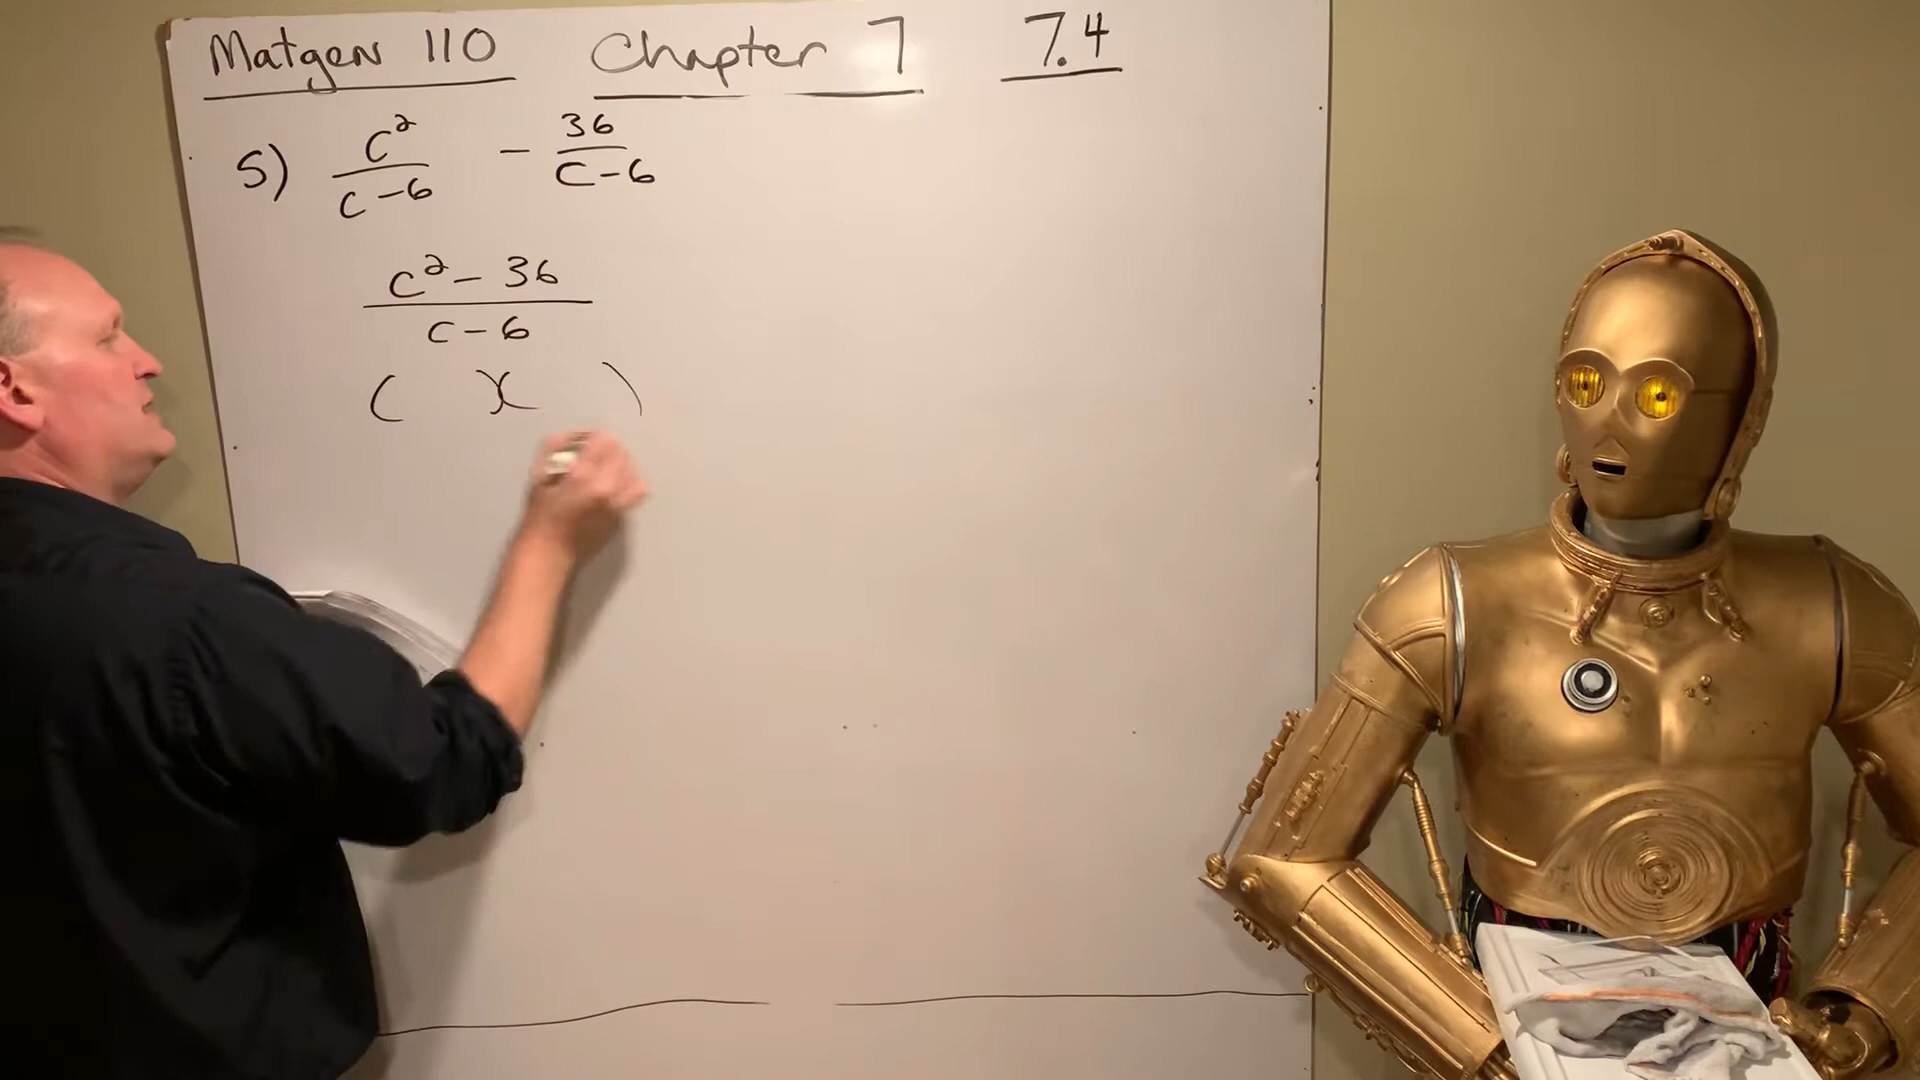 Matgen 110 Chapter 7 7.4
5) c²/(c-6) - 36/(c-6)
c² - 36
c - 6
( )( )